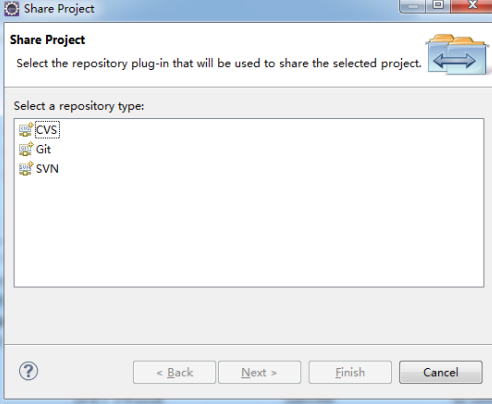 Share Project
Share Project
Select the repository plug-in that will be used to share the selected project.
Select a repository type:
CVS
Git
SVN
?
< Back Next > Finish Cancel